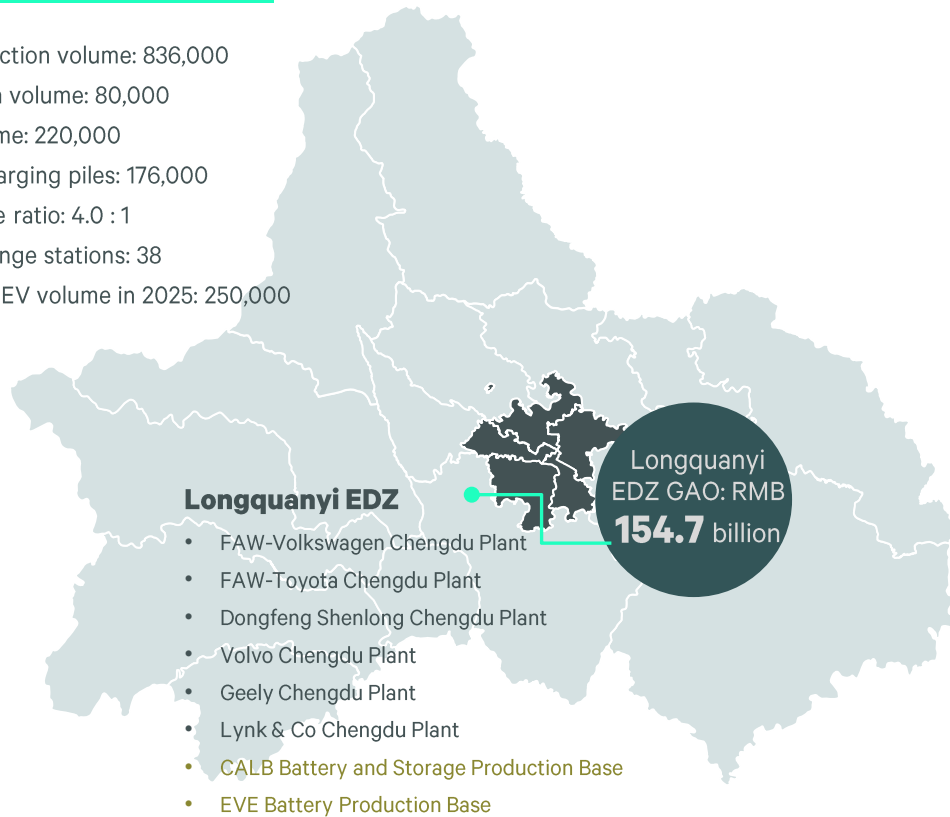 ction volume: 836,000
volume: 80,000
me: 220,000
arging piles: 176,000
e ratio: 4.0 : 1
nge stations: 38
EV volume in 2025: 250,000
Longquanyi
EDZ GAO: RMB
154.7 billion
Longquanyi EDZ
• FAW-Volkswagen Chengdu Plant
• FAW-Toyota Chengdu Plant
• Dongfeng Shenlong Chengdu Plant
• Volvo Chengdu Plant
• Geely Chengdu Plant
• Lynk & Co Chengdu Plant
• CALB Battery and Storage Production Base
• EVE Battery Production Base